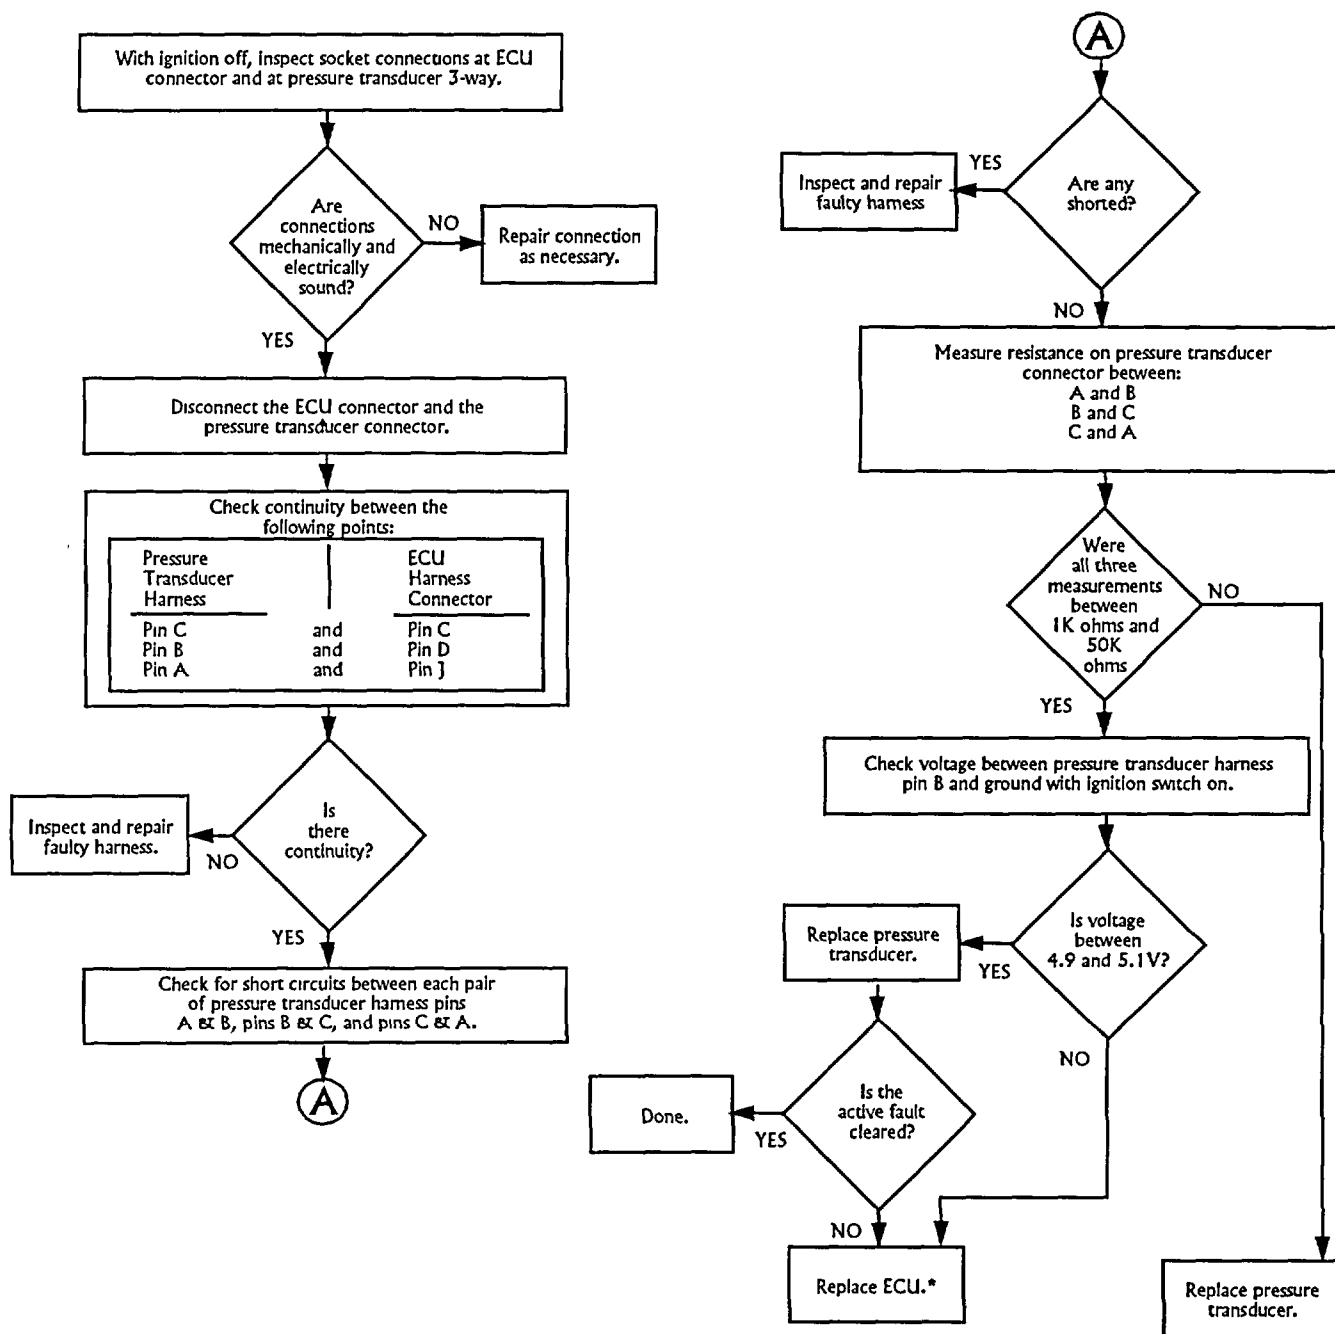 With ignition off, inspect socket connections at ECU
connector and at pressure transducer 3-way.
Are
connections
mechanically and
electrically
sound?
NO
Repair connection
as necessary.
YES
Disconnect the ECU connector and the
pressure transducer connector.
Check continuity between the
following points:
Pressure
Transducer
Harness
ECU
Harness
Connector
Pin C and Pin C
Pin B and Pin D
Pin A and Pin J
Is
there
continuity?
NO
Inspect and repair
faulty harness.
YES
Check for short circuits between each pair
of pressure transducer harness pins
A & B, pins B & C, and pins C & A.
A
A
Are any
shorted?
YES
Inspect and repair
faulty harness
NO
Measure resistance on pressure transducer
connector between:
A and B
B and C
C and A
Were
all three
measurements
between
1K ohms and
50K
ohms
NO
YES
Check voltage between pressure transducer harness
pin B and ground with ignition switch on.
Is voltage
between
4.9 and 5.1V?
YES
Replace pressure
transducer.
NO
Is the
active fault
cleared?
YES
Done.
NO
Replace ECU.*
Replace pressure
transducer.